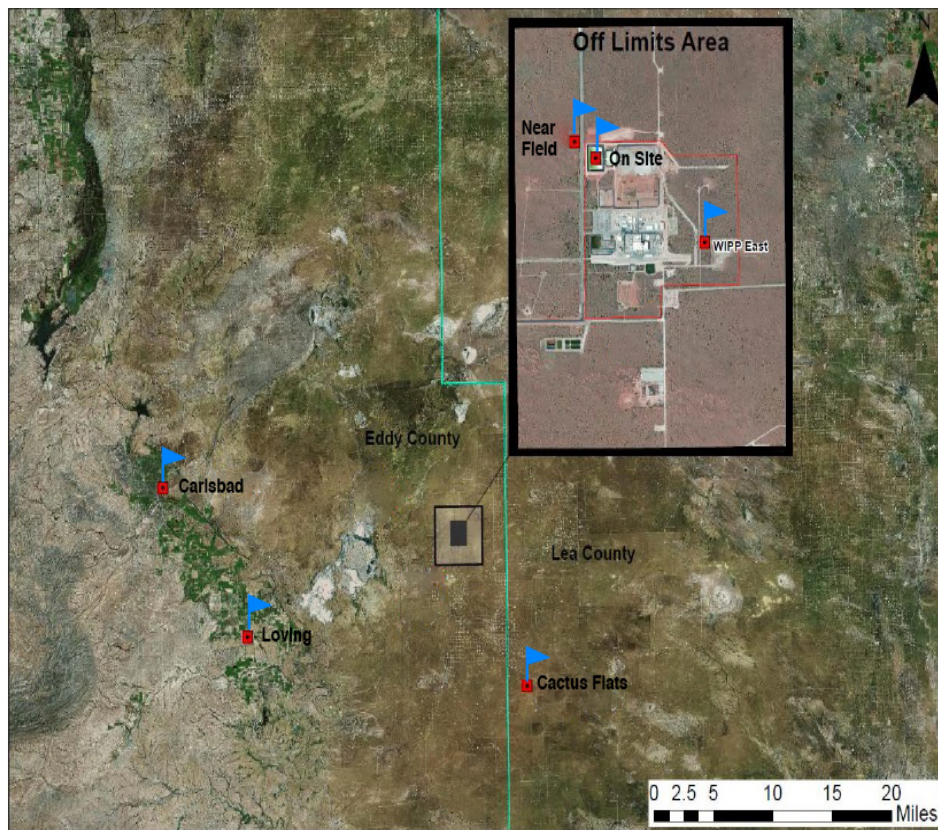 N
Off Limits Area
Near
Field
On Site
WIPP East
Eddy County
Carlsbad
Lea County
Loving
Cactus Flats
0 2.5 5 10 15 20
Miles